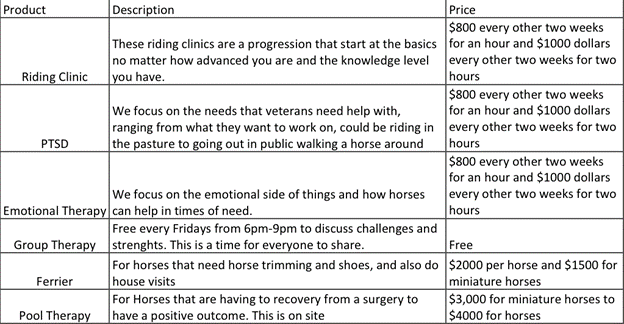 Product Description Price
These riding clinics are a progression that start at the basics
no matter how advanced you are and the knowledge level
you have.
Riding Clinic
$800 every other two weeks
for an hour and $1000 dollars
every other two weeks for two
hours
We focus on the needs that veterans need help with,
ranging from what they want to work on, could be riding in
the pasture to going out in public walking a horse around
PTSD
$800 every other two weeks
for an hour and $1000 dollars
every other two weeks for two
hours
We focus on the emotional side of things and how horses
can help in times of need.
Emotional Therapy
$800 every other two weeks
for an hour and $1000 dollars
every other two weeks for two
hours
Free every Fridays from 6pm-9pm to discuss challenges and
strenghts. This is a time for everyone to share.
Group Therapy
Free
For horses that need horse trimming and shoes, and also do
house visits
Ferrier
$2000 per horse and $1500 for
miniature horses
For Horses that are having to recovery from a surgery to
have a positive outcome. This is on site
Pool Therapy
$3,000 for miniature horses to
$4000 for horses